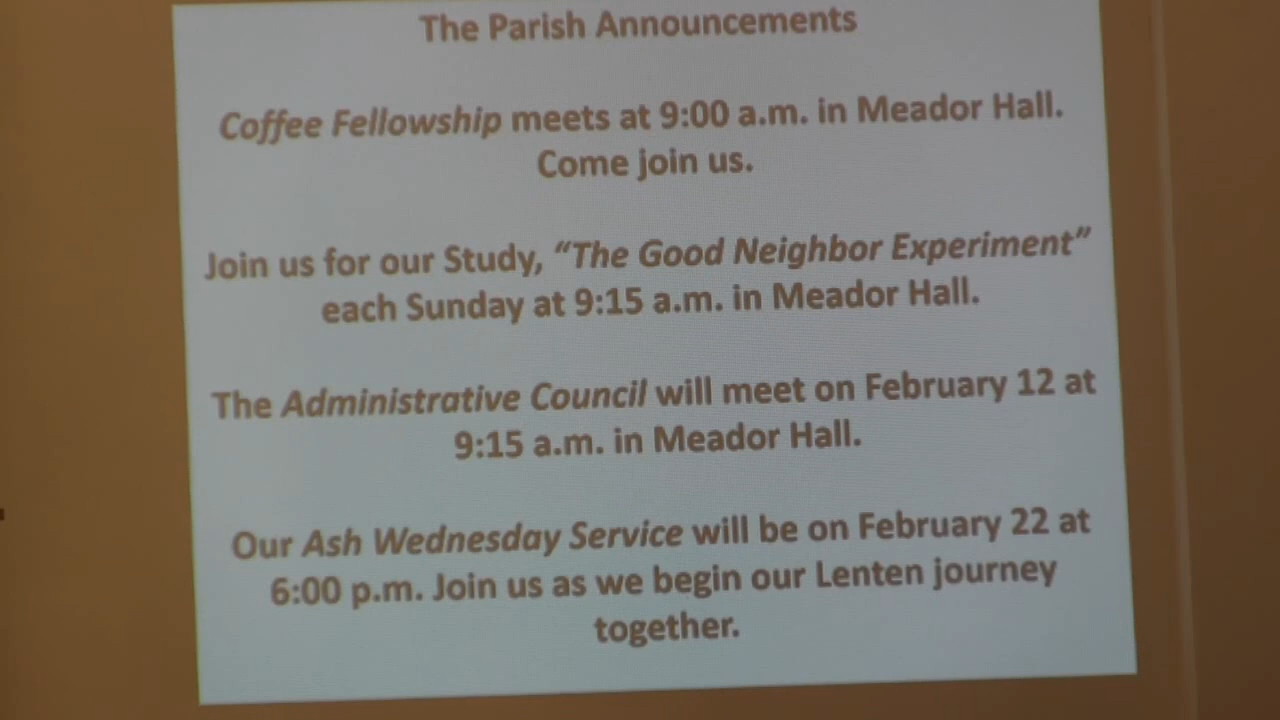 The Parish Announcements
Coffee Fellowship meets at 9:00 a.m. in Meador Hall.
Come join us.
Join us for our Study, “The Good Neighbor Experiment”
each Sunday at 9:15 a.m. in Meador Hall.
The Administrative Council will meet on February 12 at
9:15 a.m. in Meador Hall.
Our Ash Wednesday Service will be on February 22 at
6:00 p.m. Join us as we begin our Lenten journey
together.